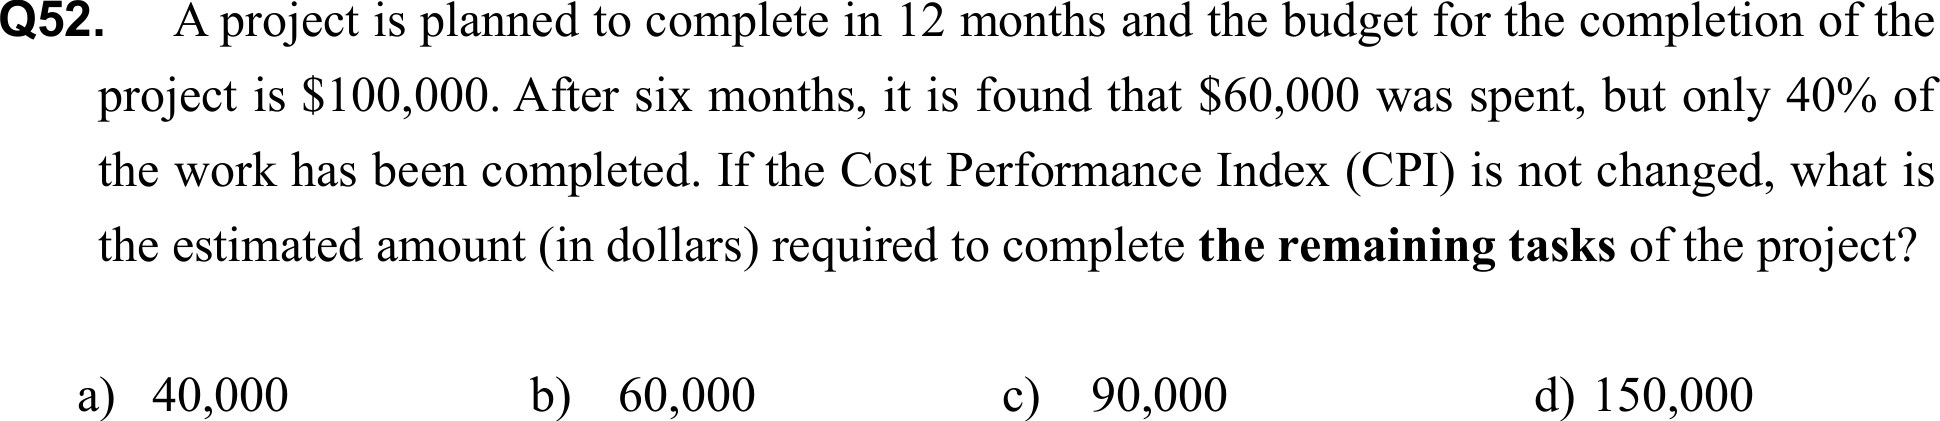 Q52. A project is planned to complete in 12 months and the budget for the completion of the
project is $100,000. After six months, it is found that $60,000 was spent, but only 40% of
the work has been completed. If the Cost Performance Index (CPI) is not changed, what is
the estimated amount (in dollars) required to complete the remaining tasks of the project?
a) 40,000 b) 60,000 c) 90,000 d) 150,000